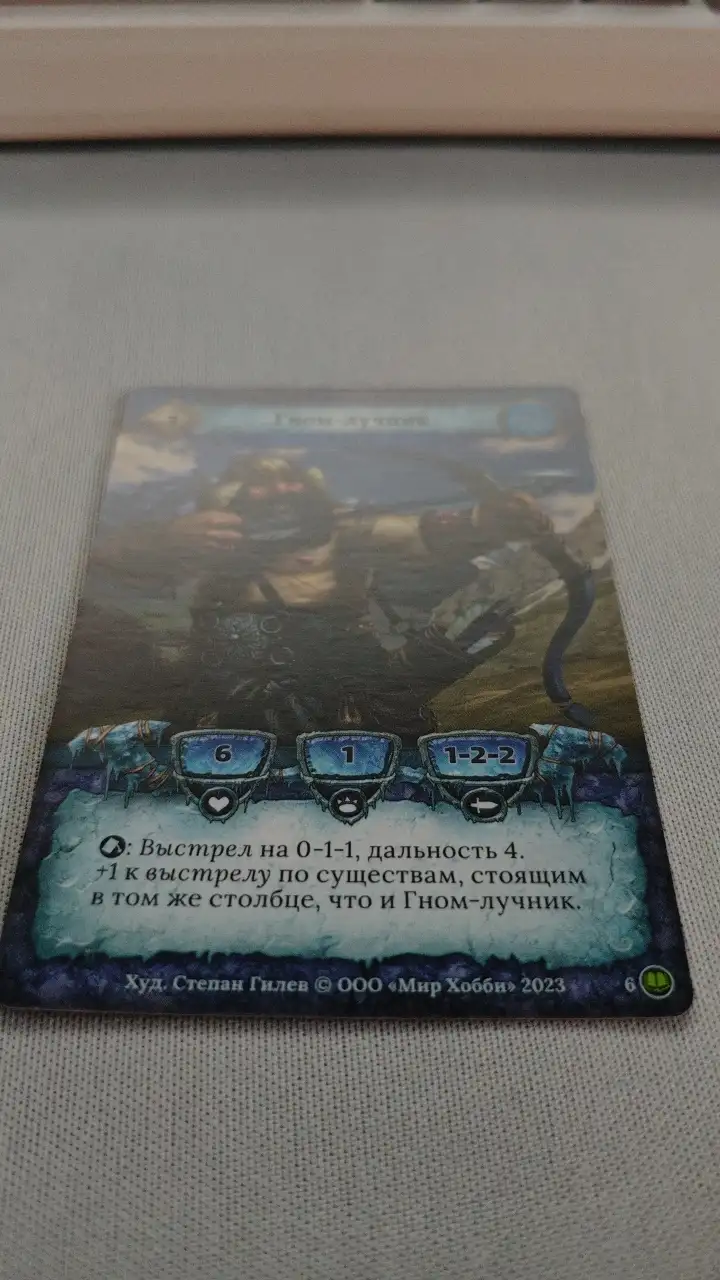 Гном-лучник
6
1
1-2-2
: Выстрел на 0-1-1, дальность 4.
+1 к выстрелу по существам, стоящим
в том же столбце, что и Гном-лучник.
Худ. Степан Гилев © ООО «Мир Хобби» 2023
6